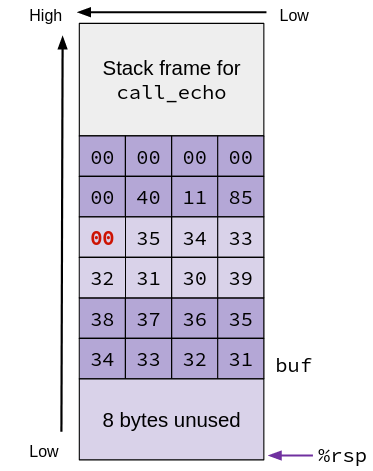 High Low
Stack frame for
call_echo
00 00 00 00
00 40 11 85
00 35 34 33
32 31 30 39
38 37 36 35
34 33 32 31
buf
8 bytes unused
Low %rsp